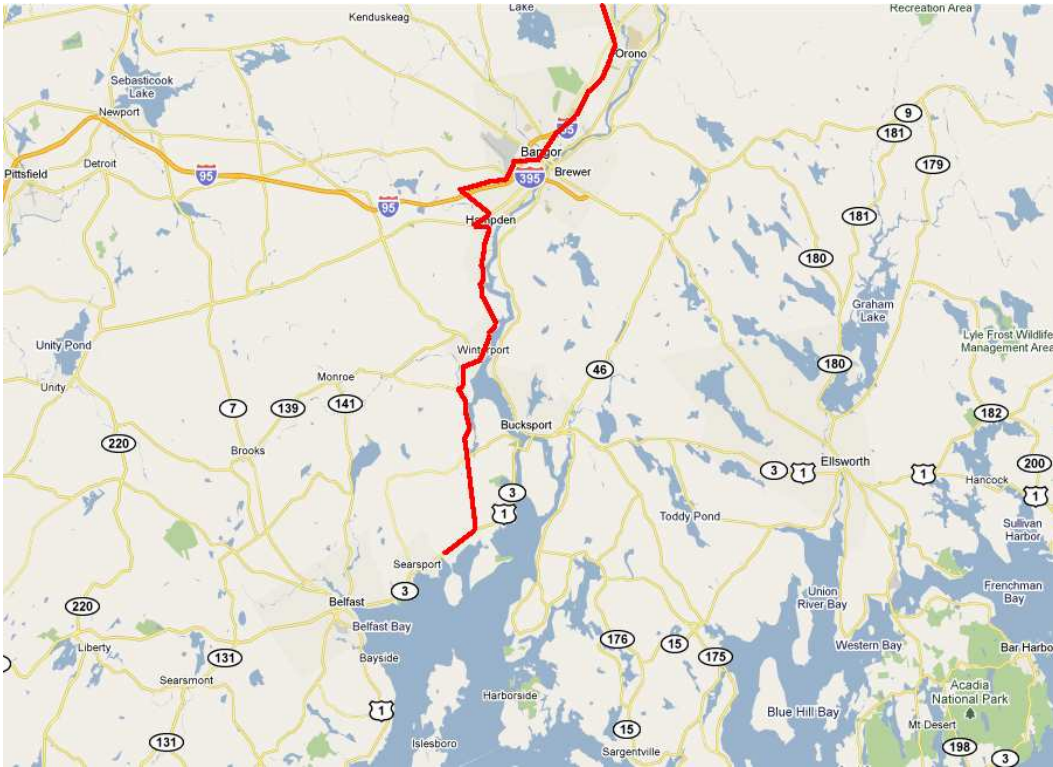 Kenduskeag
Lake
Recreation Area
Orono
Sebasticook
Lake
Newport
9
181
95
Bangor
Detroit
Pittsfield
95
395
Brewer
179
95
181
Hampden
180
Graham
Lake
Unity Pond
Winterport
Lyle Frost Wildlife
Management Area
Unity
Monroe
46
180
7
139
141
182
220
Bucksport
Brooks
3
1
Ellsworth
1
200
Hancock
3
1
1
Toddy Pond
Sullivan
Harbor
Searsport
3
Union
River Bay
Frenchman
Bay
220
Belfast
Belfast Bay
176
15
Western Bay
Liberty
131
Bayside
175
Bar Harbo
Searsmont
Harborside
Acadia
National Park
1
Blue Hill Bay
Mt Desert
131
Islesboro
15
Sargentville
198
3